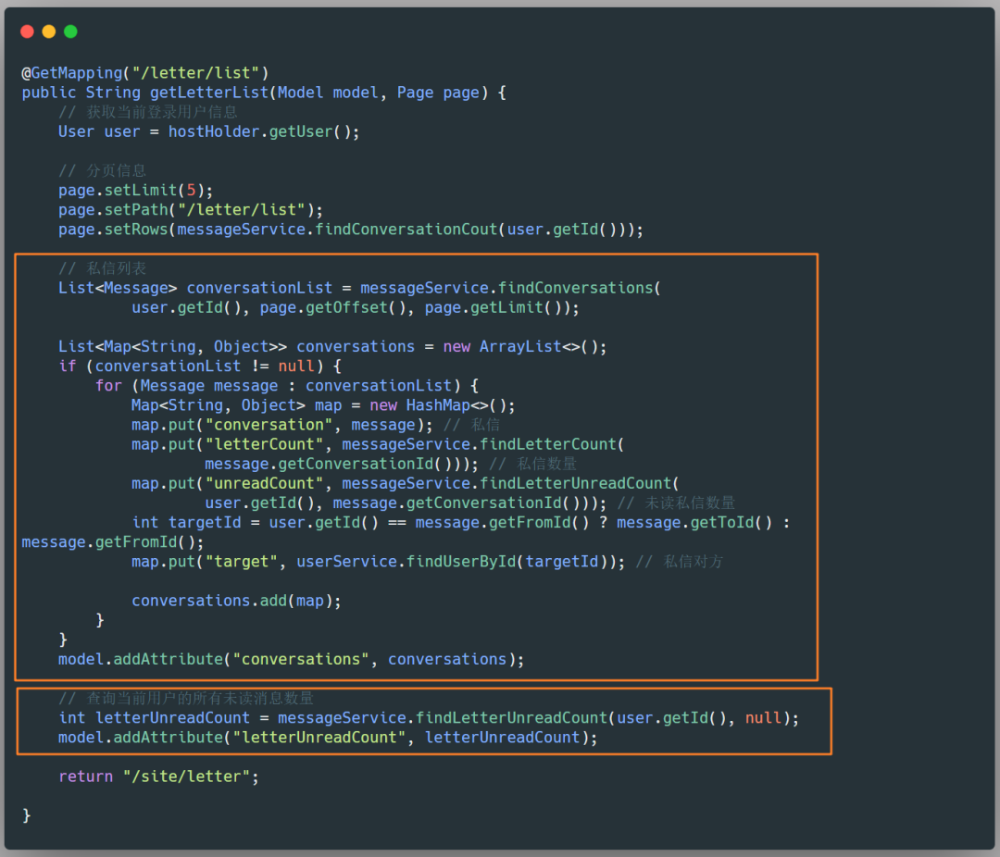 @GetMapping("/letter/list")
public String getLetterList(Model model, Page page) {
    // 获取当前登录用户信息
    User user = hostHolder.getUser();

    // 分页信息
    page.setLimit(5);
    page.setPath("/letter/list");
    page.setRows(messageService.findConversationCout(user.getId()));

    // 私信列表
    List<Message> conversationList = messageService.findConversations(
            user.getId(), page.getOffset(), page.getLimit());

    List<Map<String, Object>> conversations = new ArrayList<>();
    if (conversationList != null) {
        for (Message message : conversationList) {
            Map<String, Object> map = new HashMap<>();
            map.put("conversation", message); // 私信
            map.put("letterCount", messageService.findLetterCount(
                    message.getConversationId())); // 私信数量
            map.put("unreadCount", messageService.findLetterUnreadCount(
                    user.getId(), message.getConversationId())); // 未读私信数量
            int targetId = user.getId() == message.getFromId() ? message.getToId() :
message.getFromId();
            map.put("target", userService.findUserById(targetId)); // 私信对方

            conversations.add(map);
        }
    }
    model.addAttribute("conversations", conversations);

    // 查询当前用户的所有未读消息数量
    int letterUnreadCount = messageService.findLetterUnreadCount(user.getId(), null);
    model.addAttribute("letterUnreadCount", letterUnreadCount);

    return "/site/letter";

}